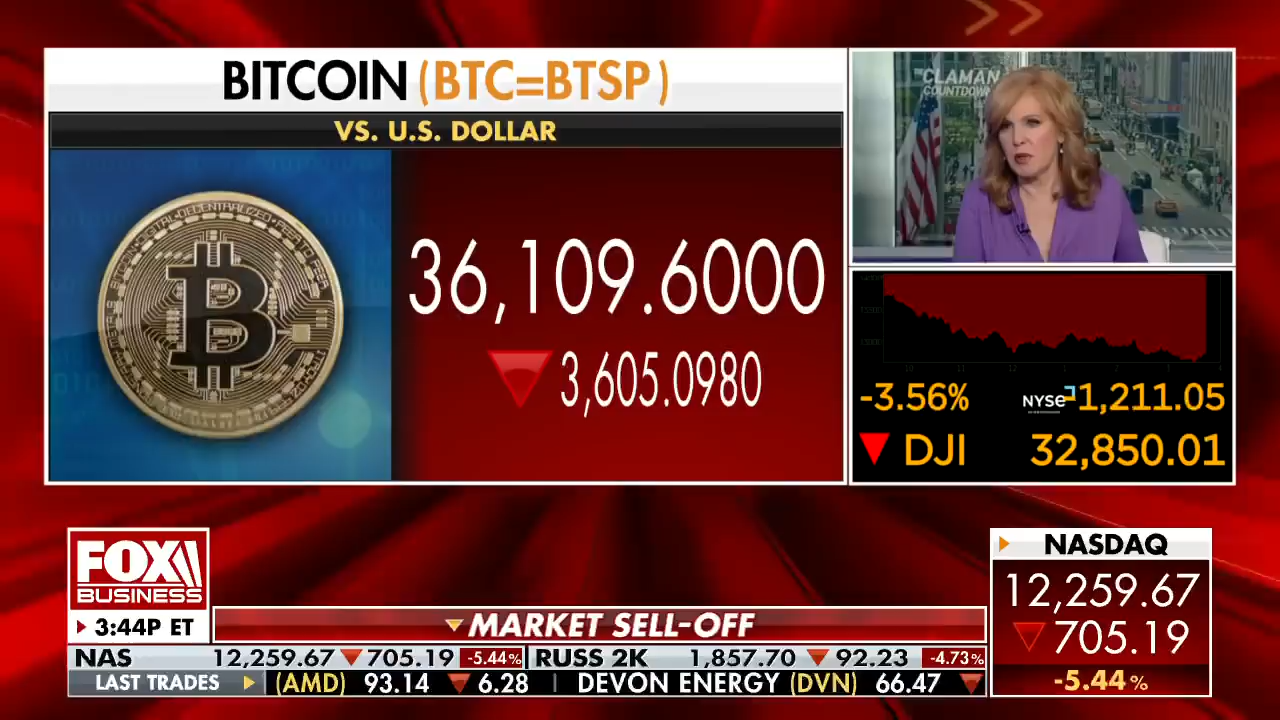 BITCOIN (BTC=BTSP)
VS. U.S. DOLLAR
36,109.6000
3,605.0980
THE CLAMAN
COUNTDOWN
-3.56% NYSE -1,211.05
DJI 32,850.01
FOX
BUSINESS
3:44P ET
MARKET SELL-OFF
NAS 12,259.67 705.19 -5.44% RUSS 2K 1,857.70 92.23 -4.73%
LAST TRADES (AMD) 93.14 6.28 | DEVON ENERGY (DVN) 66.47
NASDAQ
12,259.67
705.19
-5.44%